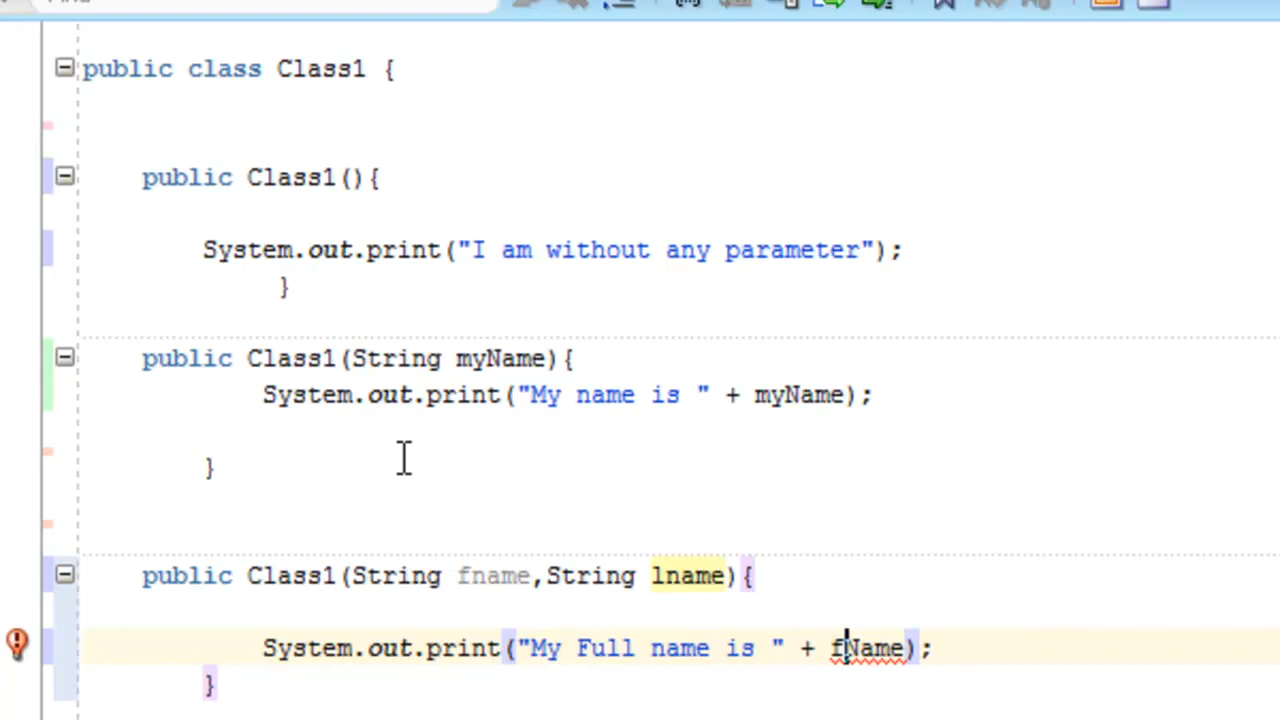 public class Class1 {
public Class1(){
System.out.print("I am without any parameter");
}
public Class1(String myName){
System.out.print("My name is " + myName);
}
public Class1(String fname,String lname){
System.out.print("My Full name is " + fName);
}